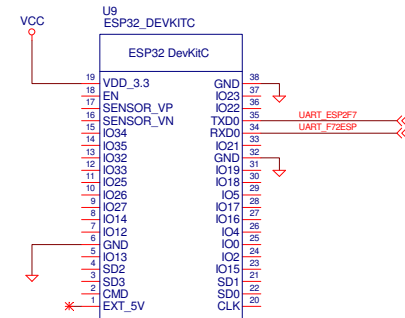 U9
ESP32_DEVKITC
VCC
ESP32 DevKitC
19 VDD_3.3 GND 38
18 EN IO23 37
17 SENSOR_VP IO22 36
16 SENSOR_VN TXD0 35 UART_ESP2F7
15 IO34 RXD0 34 UART_F72ESP
14 IO35 IO21 33
13 IO32 GND 32
12 IO33 IO19 31
11 IO25 IO18 30
10 IO26 IO5 29
9 IO27 IO17 28
8 IO14 IO16 27
7 IO12 IO4 26
6 GND IO0 25
5 IO13 IO2 24
4 SD2 IO15 23
3 SD3 SD1 21
2 CMD SD0 22
1 EXT_5V CLK 20